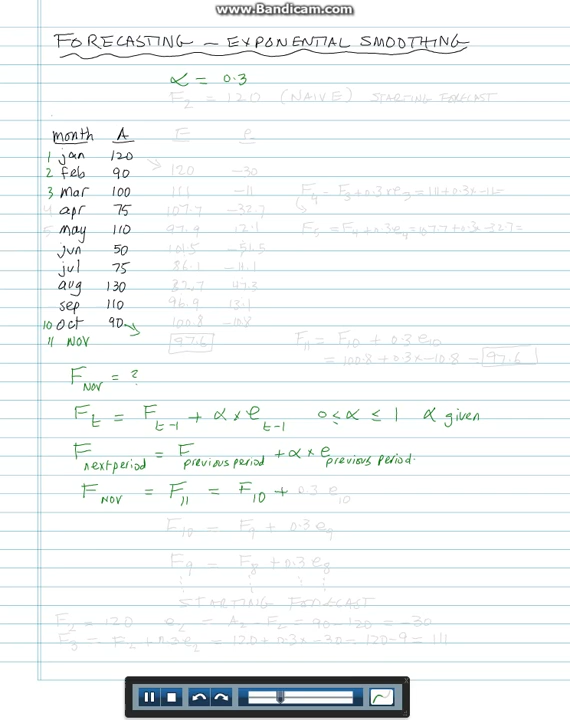 www.Bandicam.com
FORECASTING - EXPONENTIAL SMOOTHING
α = 0.3
F2 = 120 (NAIVE) STARTING FORECAST
month A F e
1 jan 120
2 feb 90 120 -30
3 mar 100 111 -11 F4 = F3 + 0.3×e3 = 111 + 0.3×-11 =
4 apr 75 107.7 -32.7
5 may 110 97.9 12.1 F5 = F4 + 0.3×e4 = 107.7 + 0.3×-32.7 =
jun 50 101.5 -51.5
jul 75 86.1 -11.1
aug 130 82.7 47.3
sep 110 96.9 13.1
10 Oct 90 100.8 -10.8
11 NOV 97.6 F11 = F10 + 0.3 e10
= 100.8 + 0.3×-10.8 = 97.6
F NOV = ?
Ft = Ft-1 + α × et-1 0 ≤ α ≤ 1 α given
F next period = F previous period + α × e previous period.
F NOV = F11 = F10 + 0.3 e10
F10 = F9 + 0.3 e9
F9 = F8 + 0.3 e8
STARTING FORECAST
F2 = 120 e2 = A2 - F2 = 90 - 120 = -30
F3 = F2 + 0.3 e2 = 120 + 0.3×-30 = 120 - 9 = 111